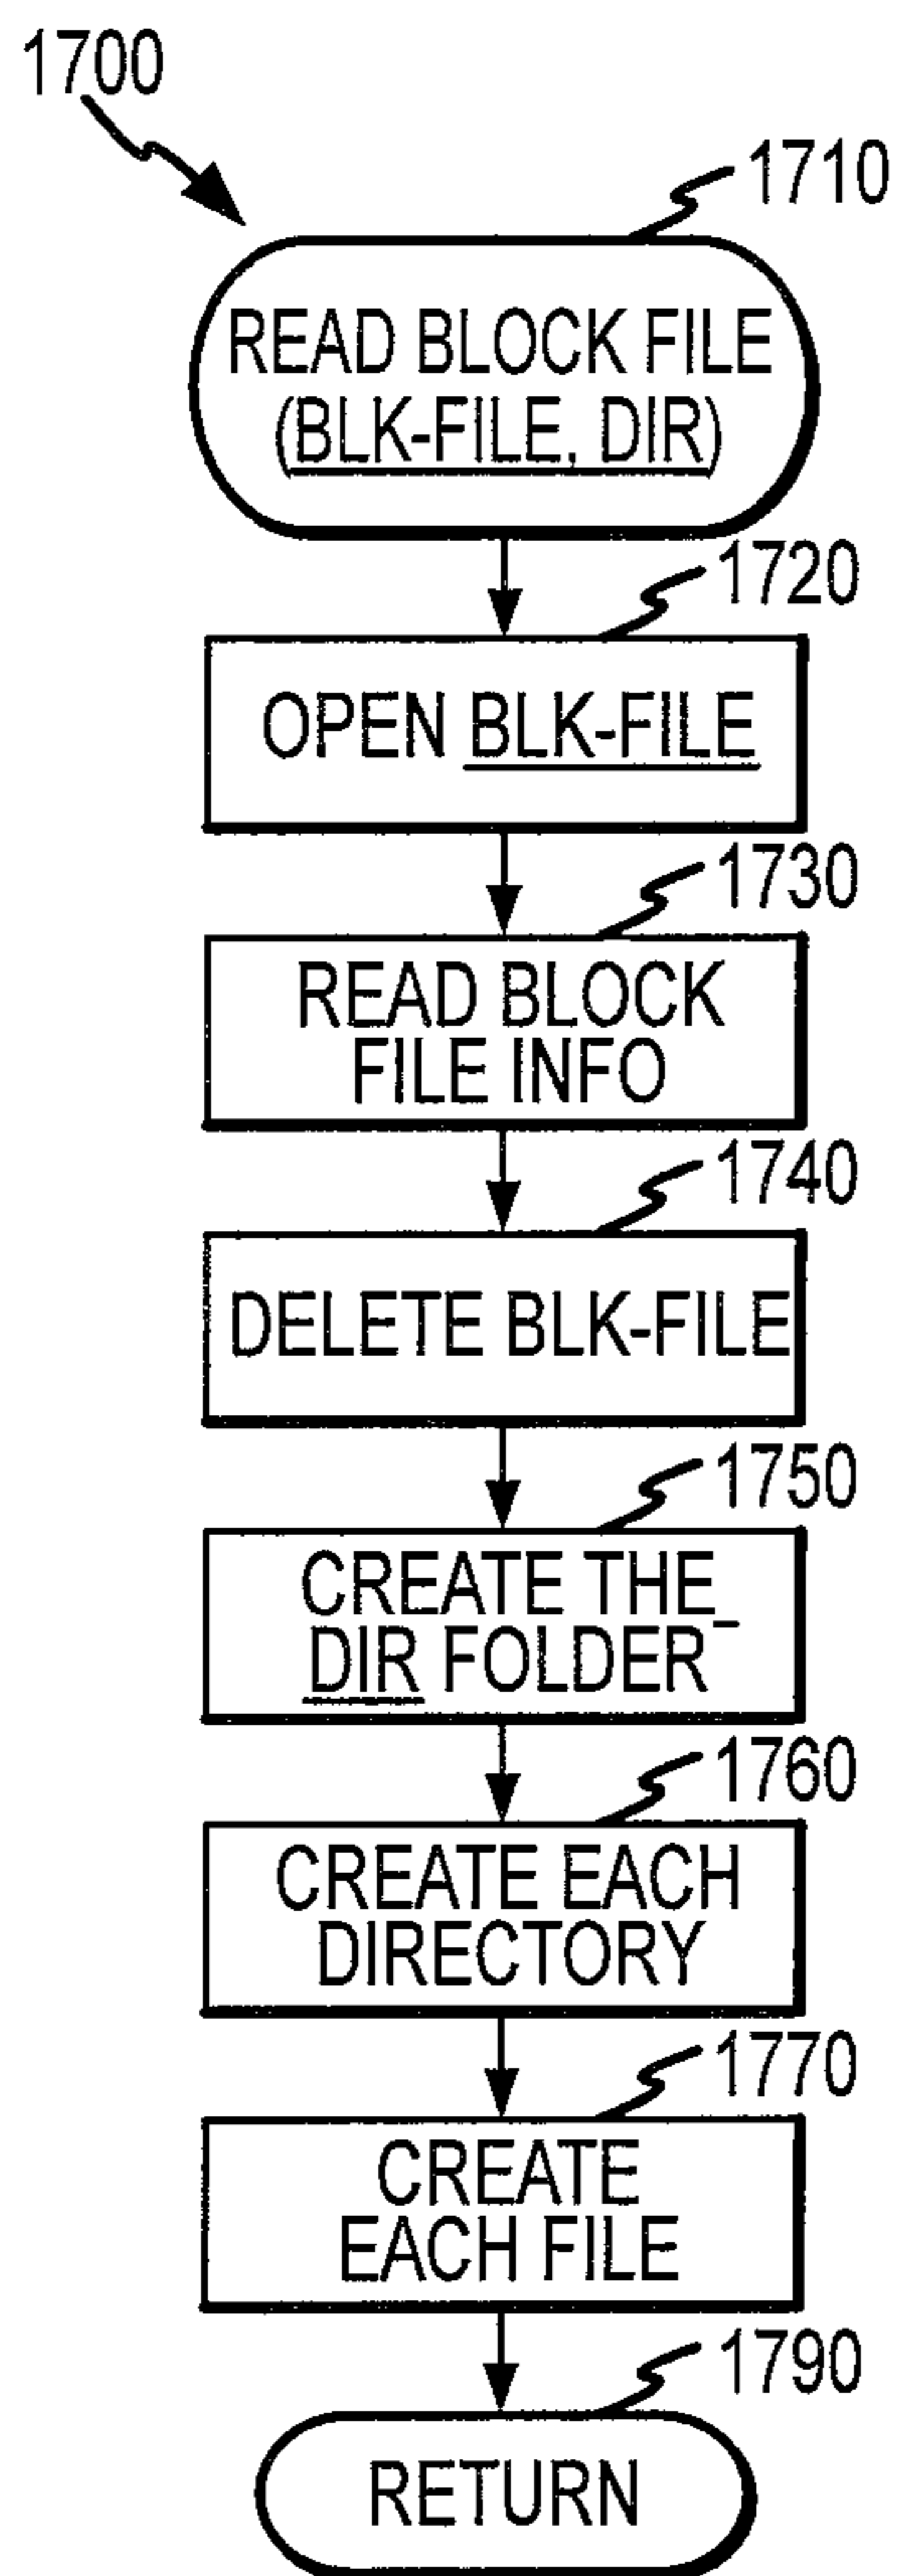 1700
1710
READ BLOCK FILE
(BLK-FILE, DIR)
1720
OPEN BLK-FILE
1730
READ BLOCK
FILE INFO
1740
DELETE BLK-FILE
1750
CREATE THE
DIR FOLDER
1760
CREATE EACH
DIRECTORY
1770
CREATE
EACH FILE
1790
RETURN